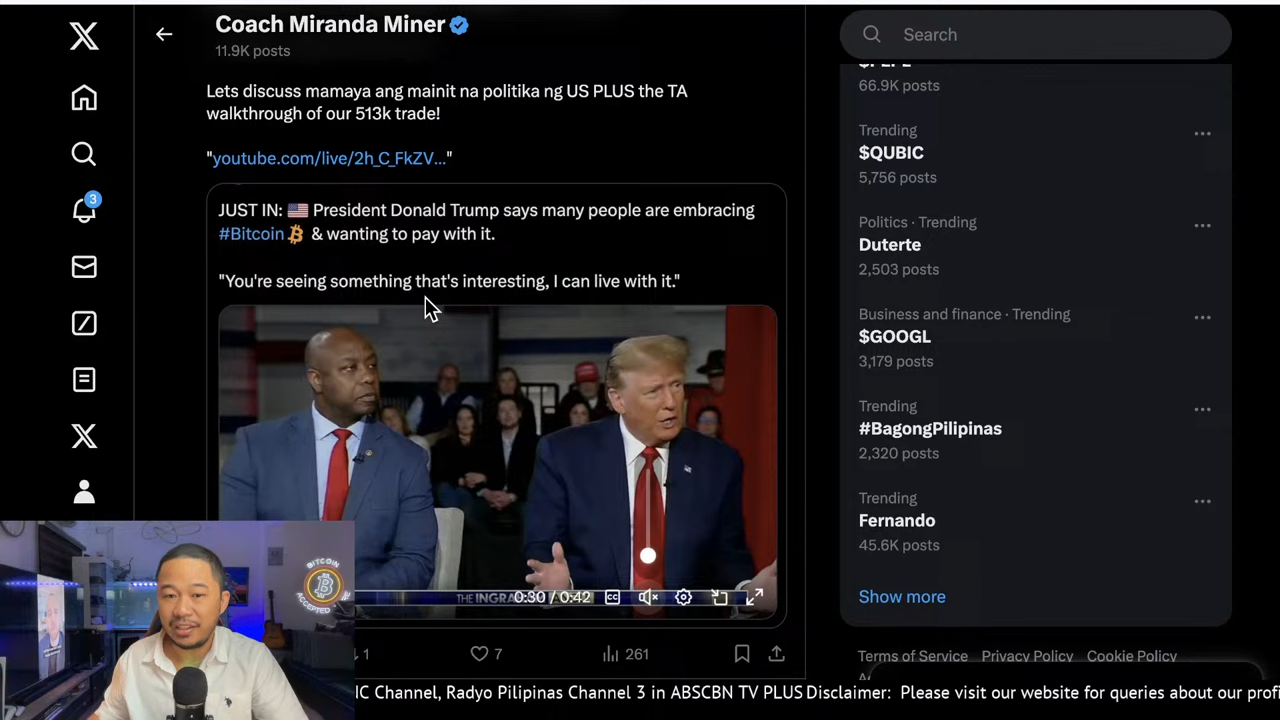 Coach Miranda Miner
11.9K posts
Lets discuss mamaya ang mainit na politika ng US PLUS the TA
walkthrough of our 513k trade!
"youtube.com/live/2h_C_FkZV..."
JUST IN: 🇺🇸 President Donald Trump says many people are embracing
#Bitcoin & wanting to pay with it.
"You're seeing something that's interesting, I can live with it."
0:30 / 0:42
THE INGRA
1
7
261
3
Search
66.9K posts
Trending
$QUBIC
5,756 posts
Politics · Trending
Duterte
2,503 posts
Business and finance · Trending
$GOOGL
3,179 posts
Trending
#BagongPilipinas
2,320 posts
Trending
Fernando
45.6K posts
Show more
Terms of Service Privacy Policy Cookie Policy
BITCOIN
ACCEPTED
Channel, Radyo Pilipinas Channel 3 in ABSCBN TV PLUS Disclaimer: Please visit our website for queries about our